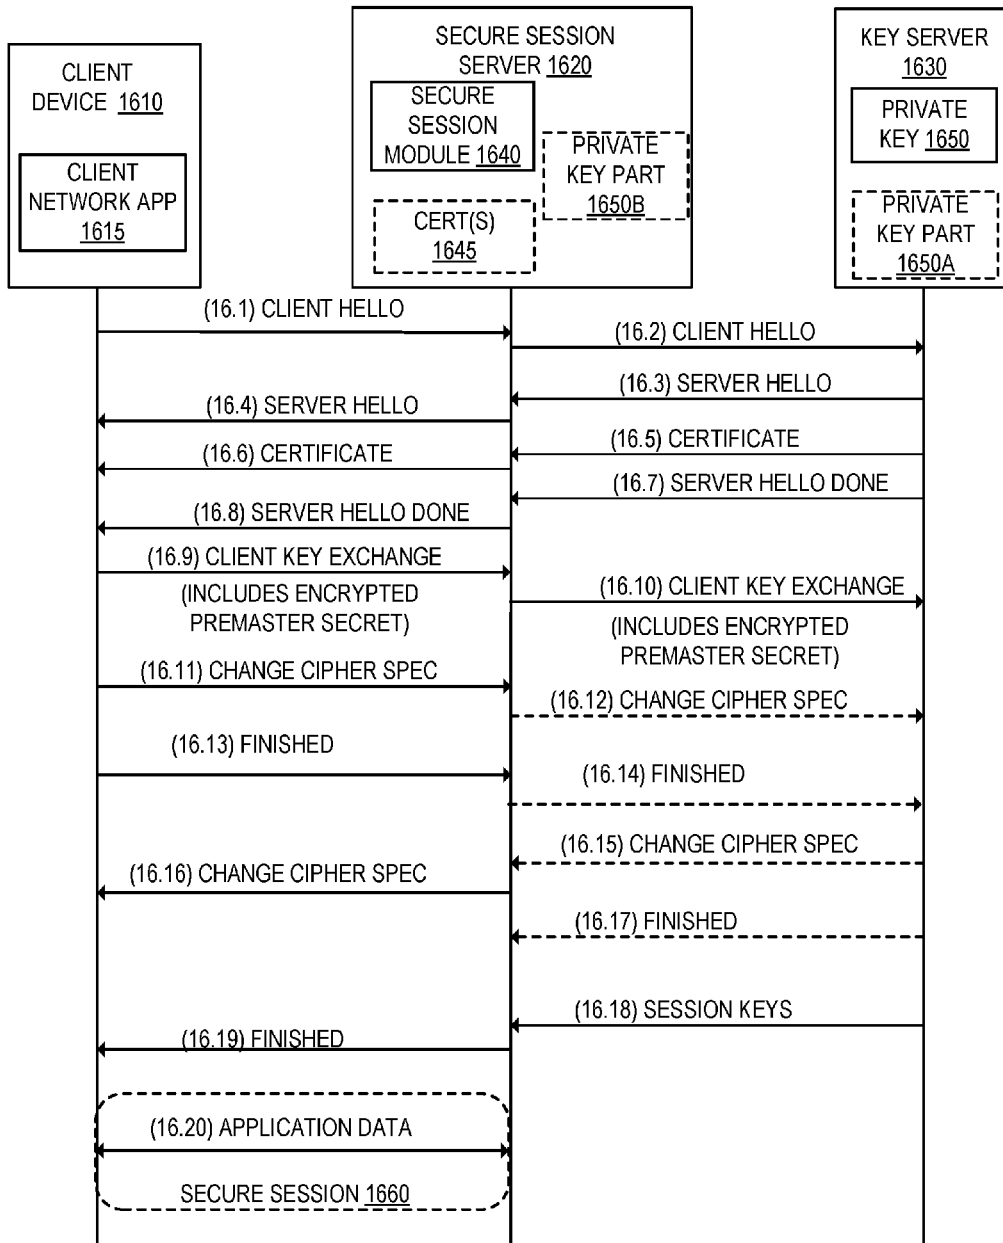 CLIENT
DEVICE 1610
CLIENT
NETWORK APP
1615
SECURE SESSION
SERVER 1620
SECURE
SESSION
MODULE 1640
PRIVATE
KEY PART
1650B
CERT(S)
1645
KEY SERVER
1630
PRIVATE
KEY 1650
PRIVATE
KEY PART
1650A
(16.1) CLIENT HELLO
(16.2) CLIENT HELLO
(16.3) SERVER HELLO
(16.4) SERVER HELLO
(16.5) CERTIFICATE
(16.6) CERTIFICATE
(16.7) SERVER HELLO DONE
(16.8) SERVER HELLO DONE
(16.9) CLIENT KEY EXCHANGE
(INCLUDES ENCRYPTED
PREMASTER SECRET)
(16.10) CLIENT KEY EXCHANGE
(INCLUDES ENCRYPTED
PREMASTER SECRET)
(16.11) CHANGE CIPHER SPEC
(16.12) CHANGE CIPHER SPEC
(16.13) FINISHED
(16.14) FINISHED
(16.15) CHANGE CIPHER SPEC
(16.16) CHANGE CIPHER SPEC
(16.17) FINISHED
(16.18) SESSION KEYS
(16.19) FINISHED
(16.20) APPLICATION DATA
SECURE SESSION 1660